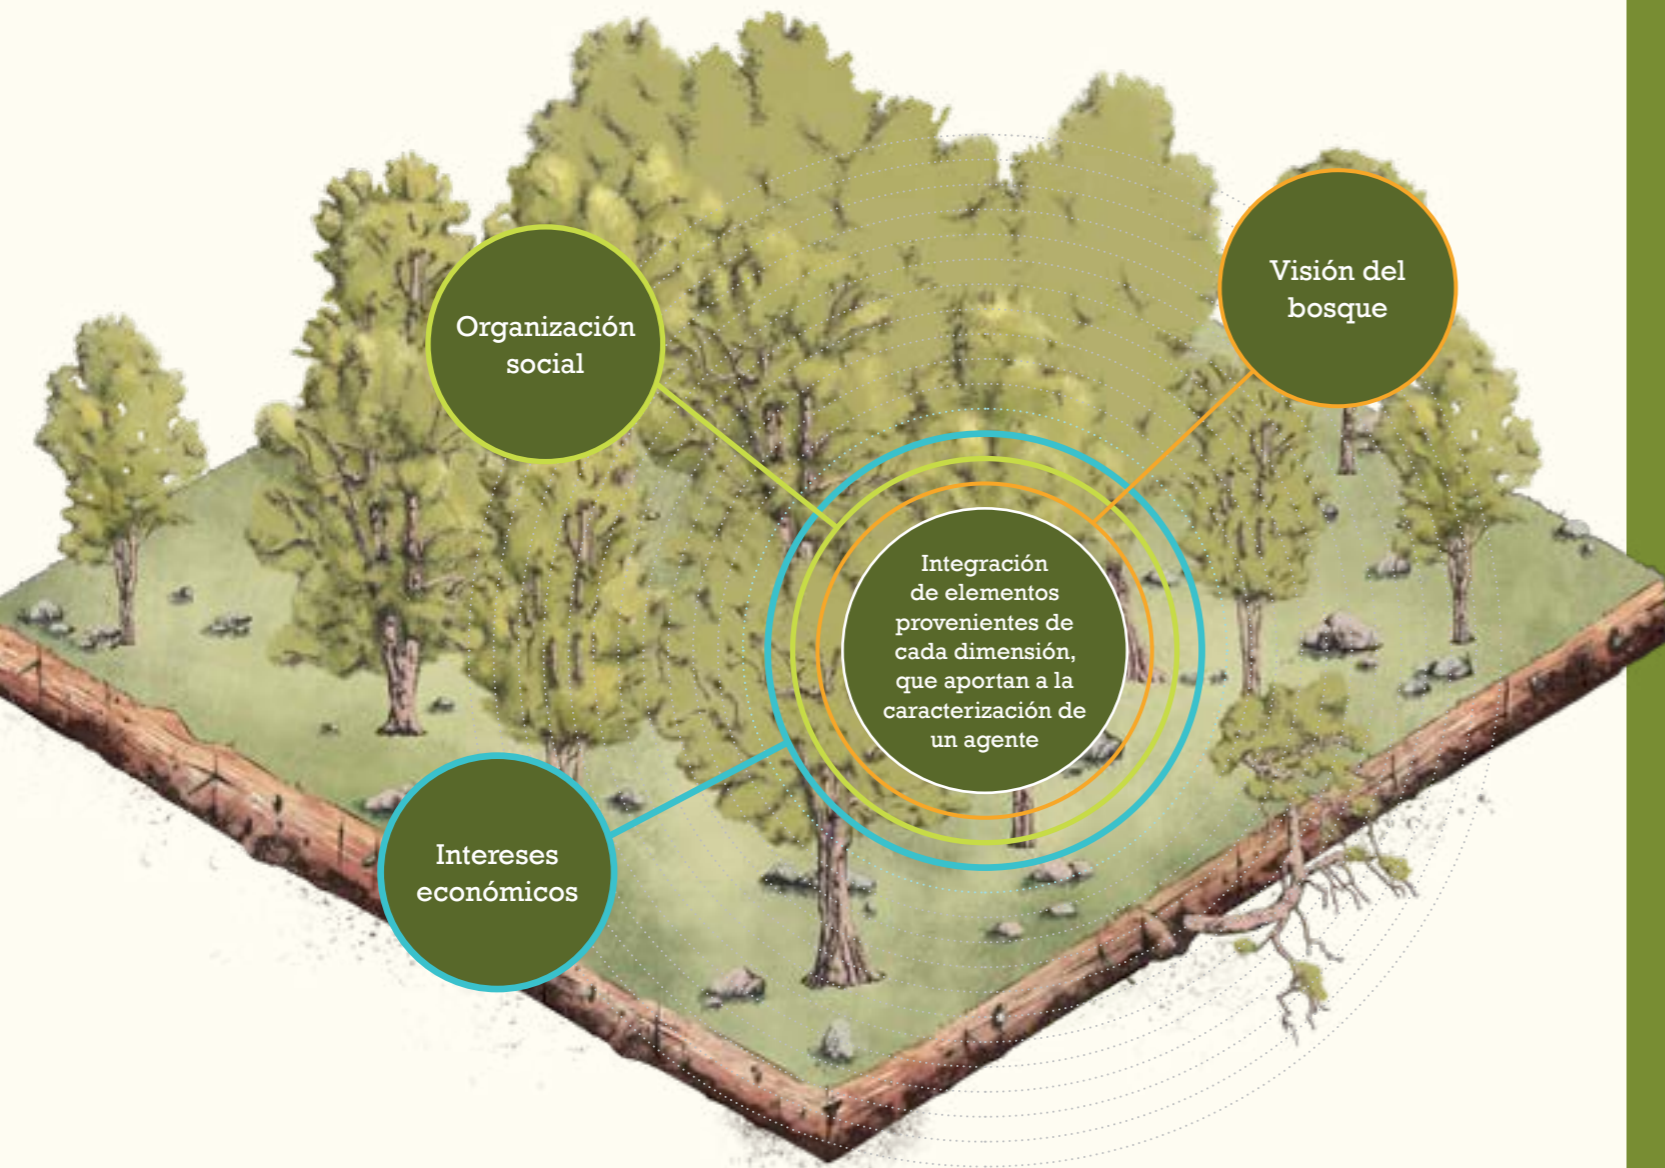 Visión del
bosque
Organización
social
Integración
de elementos
provenientes de
cada dimensión,
que aportan a la
caracterización de
un agente
Intereses
económicos